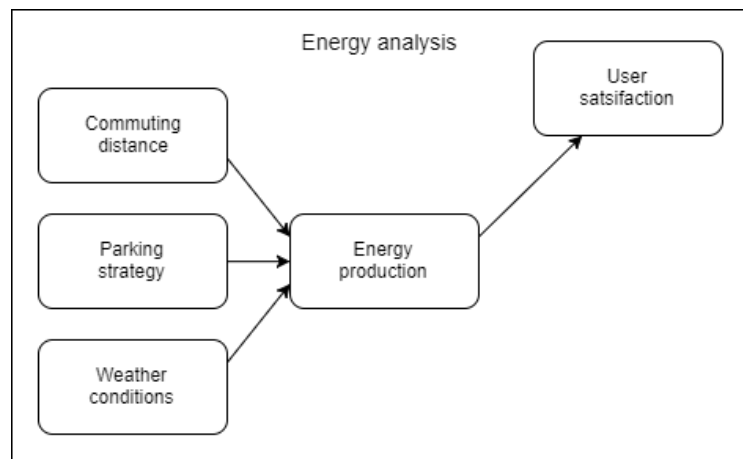 Energy analysis
User
satsifaction
Commuting
distance
Parking
strategy
Energy
production
Weather
conditions